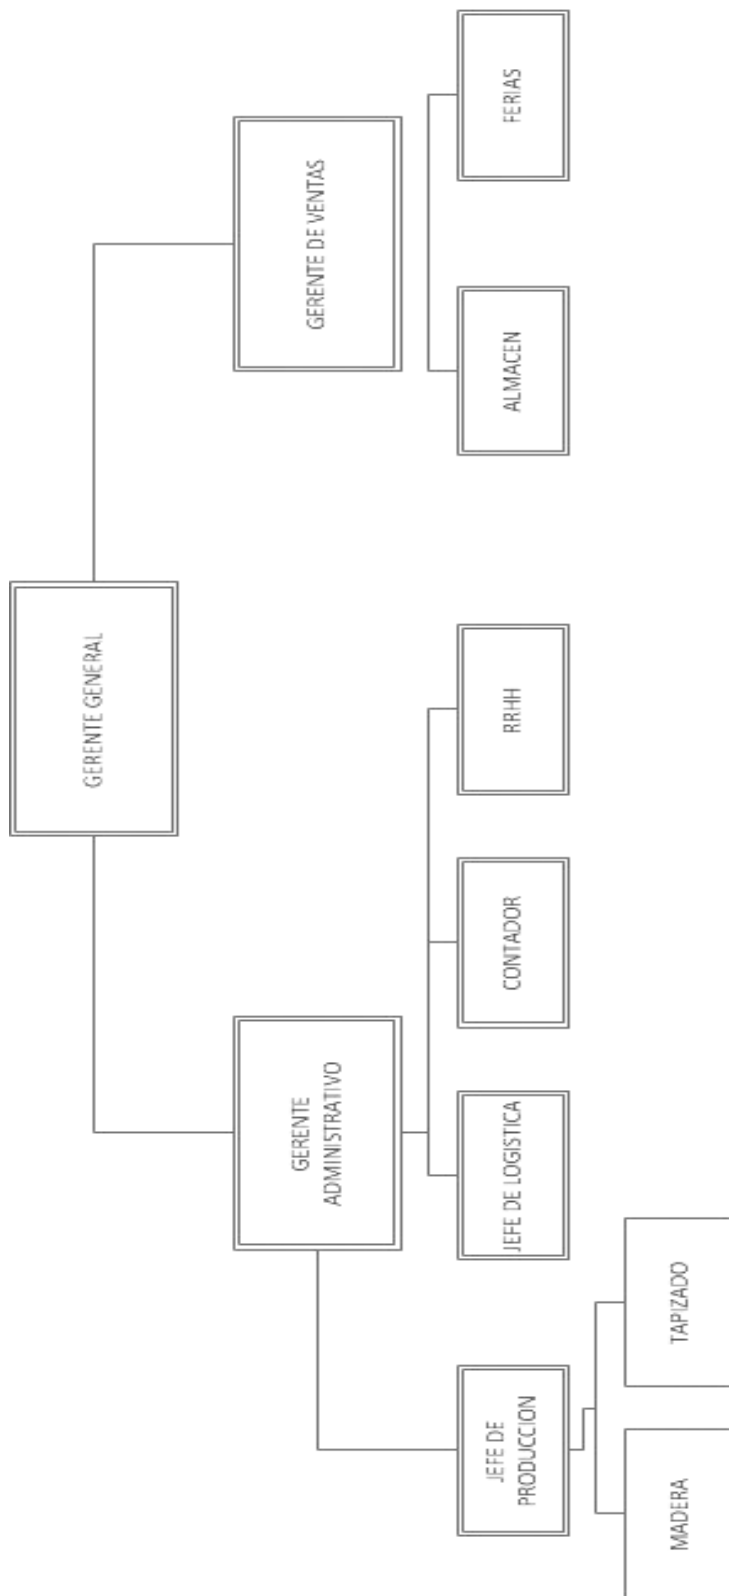 GERENTE GENERAL
GERENTE
ADMINISTRATIVO
GERENTE DE VENTAS
JEFE DE
PRODUCCION
JEFE DE LOGISTICA
CONTADOR
RRHH
ALMACEN
FERIAS
MADERA
TAPIZADO